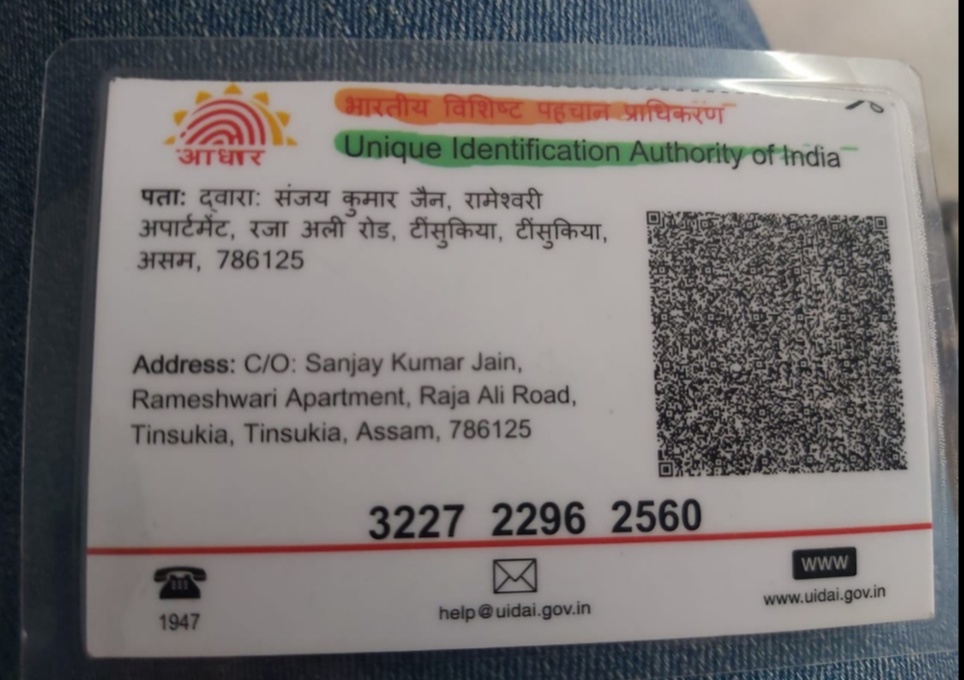 भारतीय विशिष्ट पहचान प्राधिकरण
Unique Identification Authority of India
आधार
पता: द्वारा: संजय कुमार जैन, रामेश्वरी
अपार्टमेंट, रजा अली रोड, टींसुकिया, टींसुकिया,
असम, 786125
Address: C/O: Sanjay Kumar Jain,
Rameshwari Apartment, Raja Ali Road,
Tinsukia, Tinsukia, Assam, 786125
3227 2296 2560
1947
help@uidai.gov.in
WWW
www.uidai.gov.in